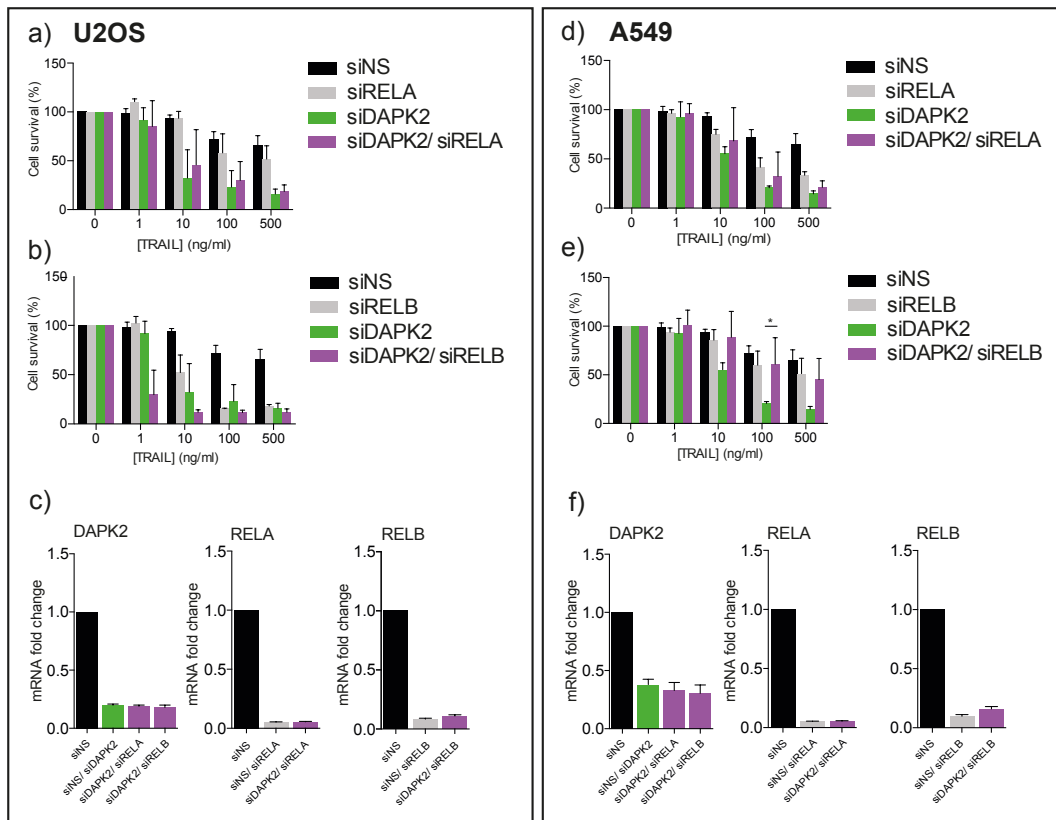 a) U2OS
150
100
50
0
Cell survival (%)
0 1 10 100 500
[TRAIL] (ng/ml)
siNS
siRELA
siDAPK2
siDAPK2/ siRELA
b)
150
100
50
0
Cell survival (%)
0 1 10 100 500
[TRAIL] (ng/ml)
siNS
siRELB
siDAPK2
siDAPK2/ siRELB
c)
DAPK2
1.5
1.0
0.5
0.0
mRNA fold change
siNS
siNS/ siDAPK2
siDAPK2/ siRELA
siDAPK2/ siRELB
RELA
1.5
1.0
0.5
0.0
mRNA fold change
siNS
siNS/ siRELA
siDAPK2/ siRELA
RELB
1.5
1.0
0.5
0.0
mRNA fold change
siNS
siNS/ siRELB
siDAPK2/ siRELB
d) A549
150
100
50
0
Cell survival (%)
0 1 10 100 500
[TRAIL] (ng/ml)
siNS
siRELA
siDAPK2
siDAPK2/ siRELA
e)
150
100
50
0
Cell survival (%)
*
0 1 10 100 500
[TRAIL] (ng/ml)
siNS
siRELB
siDAPK2
siDAPK2/ siRELB
f)
DAPK2
1.5
1.0
0.5
0.0
mRNA fold change
siNS
siNS/ siDAPK2
siDAPK2/ siRELA
siDAPK2/ siRELB
RELA
1.5
1.0
0.5
0.0
mRNA fold change
siNS
siNS/ siRELA
siDAPK2/ siRELA
RELB
1.5
1.0
0.5
0.0
mRNA fold change
siNS
siNS/ siRELB
siDAPK2/ siRELB